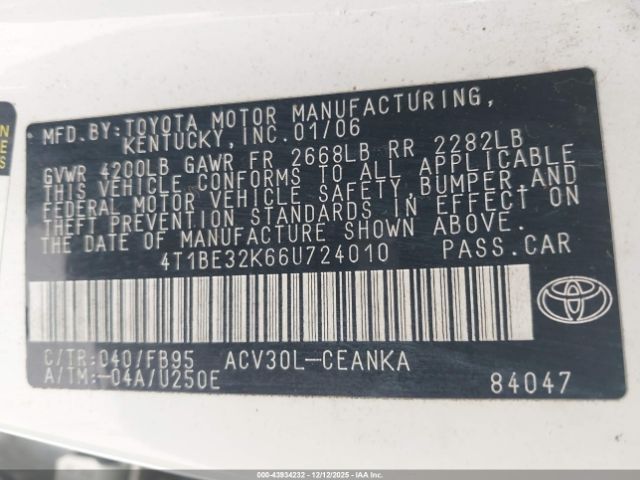 MFD.BY:TOYOTA MOTOR MANUFACTURING,
KENTUCKY,INC.01/06
GVWR 4200LB GAWR FR 2668LB RR 2282LB
THIS VEHICLE CONFORMS TO ALL APPLICABLE
FEDERAL MOTOR VEHICLE SAFETY,BUMPER,AND
THEFT PREVENTION STANDARDS IN EFFECT ON
THE DATE OF MANUFACTURE SHOWN ABOVE.
4T1BE32K66U724010 PASS.CAR
C/TR:040/FB95 ACV30L-CEANKA
A/TM:-04A/U250E
84047
TOYOTA
000-43934232 - 12/12/2025 - IAAI.CA